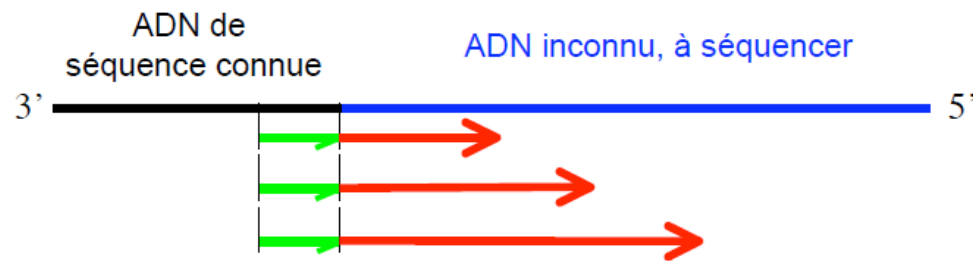 ADN de
séquence connue
ADN inconnu, à séquencer
3’
5’